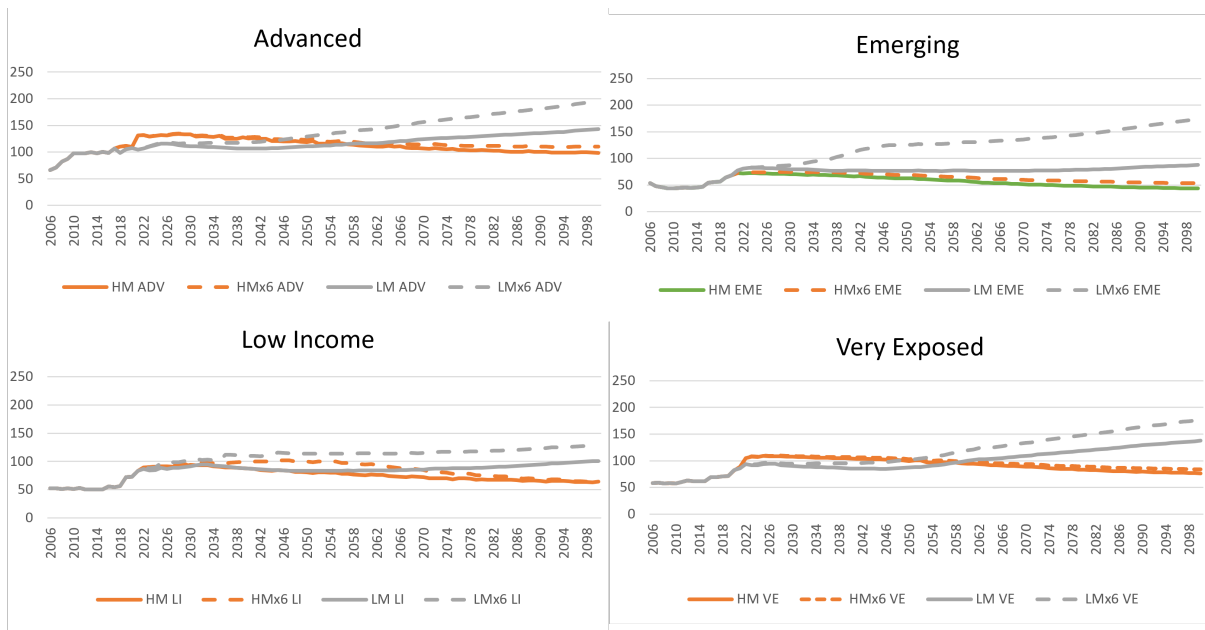 Advanced
250
200
150
100
50
0
2006 2010 2014 2018 2022 2026 2030 2034 2038 2042 2046 2050 2054 2058 2062 2066 2070 2074 2078 2082 2086 2090 2094 2098
HM ADV HMx6 ADV LM ADV LMx6 ADV
Emerging
250
200
150
100
50
0
2006 2010 2014 2018 2022 2026 2030 2034 2038 2042 2046 2050 2054 2058 2062 2066 2070 2074 2078 2082 2086 2090 2094 2098
HM EME HMx6 EME LM EME LMx6 EME
Low Income
250
200
150
100
50
0
2006 2010 2014 2018 2022 2026 2030 2034 2038 2042 2046 2050 2054 2058 2062 2066 2070 2074 2078 2082 2086 2090 2094 2098
HM LI HMx6 LI LM LI LMx6 LI
Very Exposed
250
200
150
100
50
0
2006 2010 2014 2018 2022 2026 2030 2034 2038 2042 2046 2050 2054 2058 2062 2066 2070 2074 2078 2082 2086 2090 2094 2098
HM VE HMx6 VE LM VE LMx6 VE